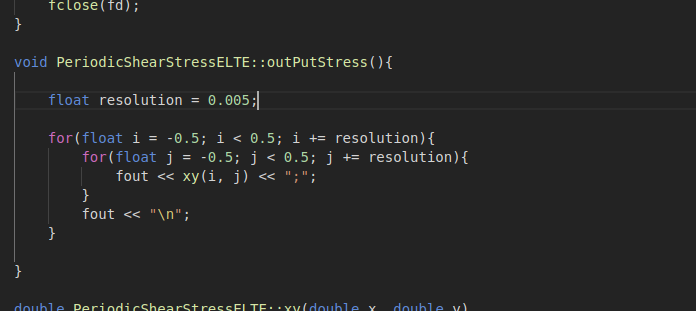 fclose(fd);
}
void PeriodicShearStressELTE::outPutStress(){
float resolution = 0.005;
for(float i = -0.5; i < 0.5; i += resolution){
for(float j = -0.5; j < 0.5; j += resolution){
fout << xy(i, j) << ";";
}
fout << "\n";
}
}
double PeriodicShearStressELTE::xy(double x, double y)